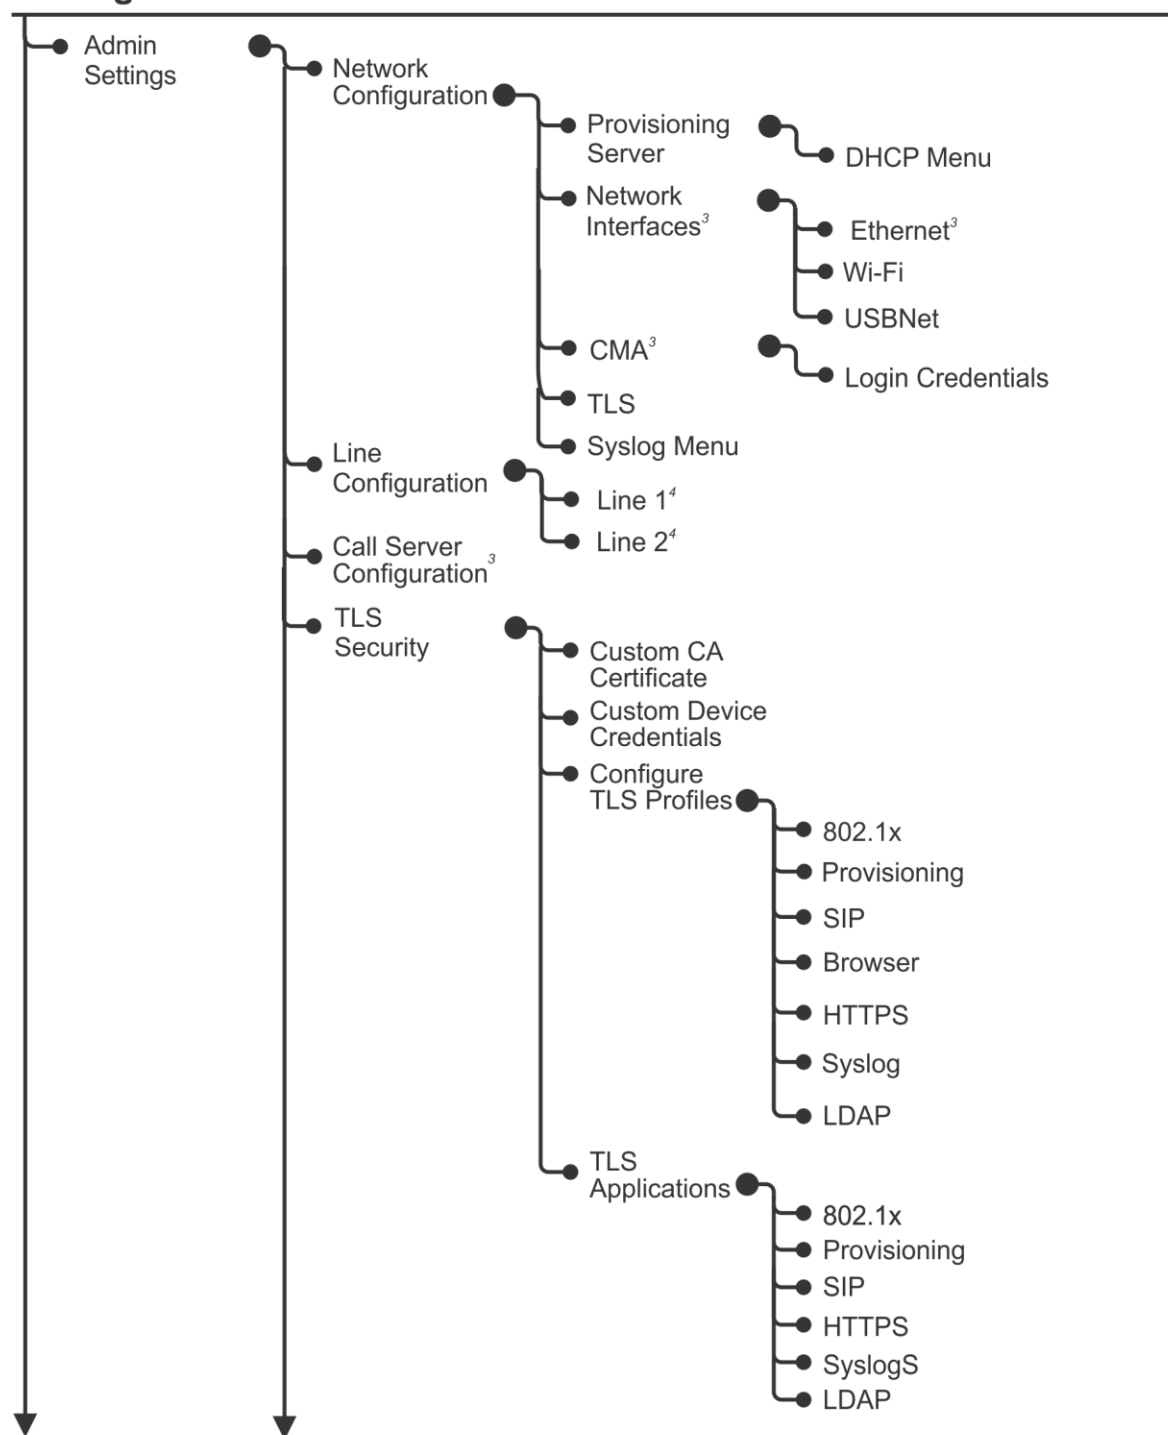 Admin
Settings
Network
Configuration
Provisioning
Server
DHCP Menu
Network
Interfaces³
Ethernet³
Wi-Fi
USBNet
CMA³
Login Credentials
TLS
Syslog Menu
Line
Configuration
Line 1⁴
Line 2⁴
Call Server
Configuration³
TLS
Security
Custom CA
Certificate
Custom Device
Credentials
Configure
TLS Profiles
802.1x
Provisioning
SIP
Browser
HTTPS
Syslog
LDAP
TLS
Applications
802.1x
Provisioning
SIP
HTTPS
SyslogS
LDAP